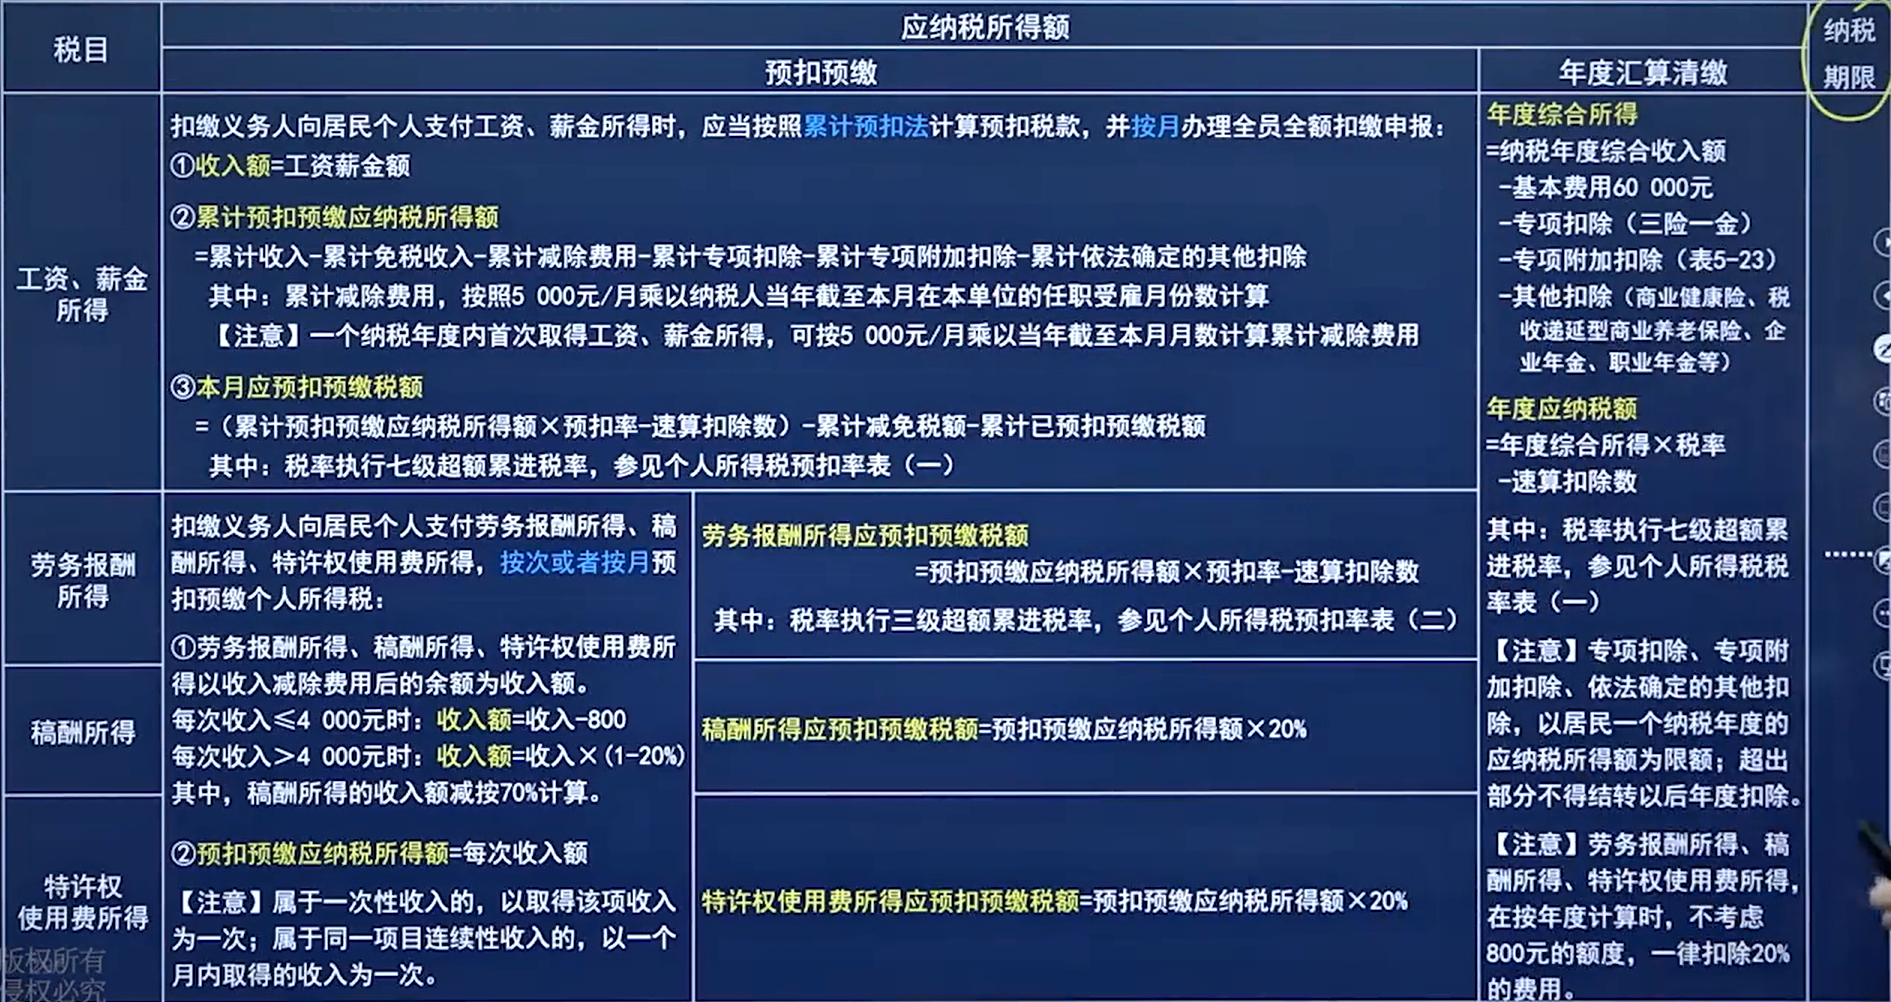 税目
应纳税所得额
纳税
期限
预扣预缴
年度汇算清缴
工资、薪金
所得
扣缴义务人向居民个人支付工资、薪金所得时，应当按照累计预扣法计算预扣税款，并按月办理全员全额扣缴申报：
①收入额=工资薪金额
②累计预扣预缴应纳税所得额
=累计收入-累计免税收入-累计减除费用-累计专项扣除-累计专项附加扣除-累计依法确定的其他扣除
其中：累计减除费用，按照5 000元/月乘以纳税人当年截至本月在本单位的任职受雇月份数计算
【注意】一个纳税年度内首次取得工资、薪金所得，可按5 000元/月乘以当年截至本月月数计算累计减除费用
③本月应预扣预缴税额
=（累计预扣预缴应纳税所得额×预扣率-速算扣除数）-累计减免税额-累计已预扣预缴税额
其中：税率执行七级超额累进税率，参见个人所得税预扣率表（一）
劳务报酬
所得
稿酬所得
特许权
使用费所得
扣缴义务人向居民个人支付劳务报酬所得、稿
酬所得、特许权使用费所得，按次或者按月预
扣预缴个人所得税：
①劳务报酬所得、稿酬所得、特许权使用费所
得以收入减除费用后的余额为收入额。
每次收入≤4 000元时：收入额=收入-800
每次收入>4 000元时：收入额=收入×(1-20%)
其中，稿酬所得的收入额减按70%计算。
②预扣预缴应纳税所得额=每次收入额
【注意】属于一次性收入的，以取得该项收入
为一次；属于同一项目连续性收入的，以一个
月内取得的收入为一次。
劳务报酬所得应预扣预缴税额
=预扣预缴应纳税所得额×预扣率-速算扣除数
其中：税率执行三级超额累进税率，参见个人所得税预扣率表（二）
稿酬所得应预扣预缴税额=预扣预缴应纳税所得额×20%
特许权使用费所得应预扣预缴税额=预扣预缴应纳税所得额×20%
年度综合所得
=纳税年度综合收入额
-基本费用60 000元
-专项扣除（三险一金）
-专项附加扣除（表5-23）
-其他扣除（商业健康险、税
收递延型商业养老保险、企
业年金、职业年金等）
年度应纳税额
=年度综合所得×税率
-速算扣除数
其中：税率执行七级超额累
进税率，参见个人所得税税
率表（一）
【注意】专项扣除、专项附
加扣除、依法确定的其他扣
除，以居民一个纳税年度的
应纳税所得额为限额；超出
部分不得结转以后年度扣除。
【注意】劳务报酬所得、稿
酬所得、特许权使用费所得，
在按年度计算时，不考虑
800元的额度，一律扣除20%
的费用。
版权所有
侵权必究